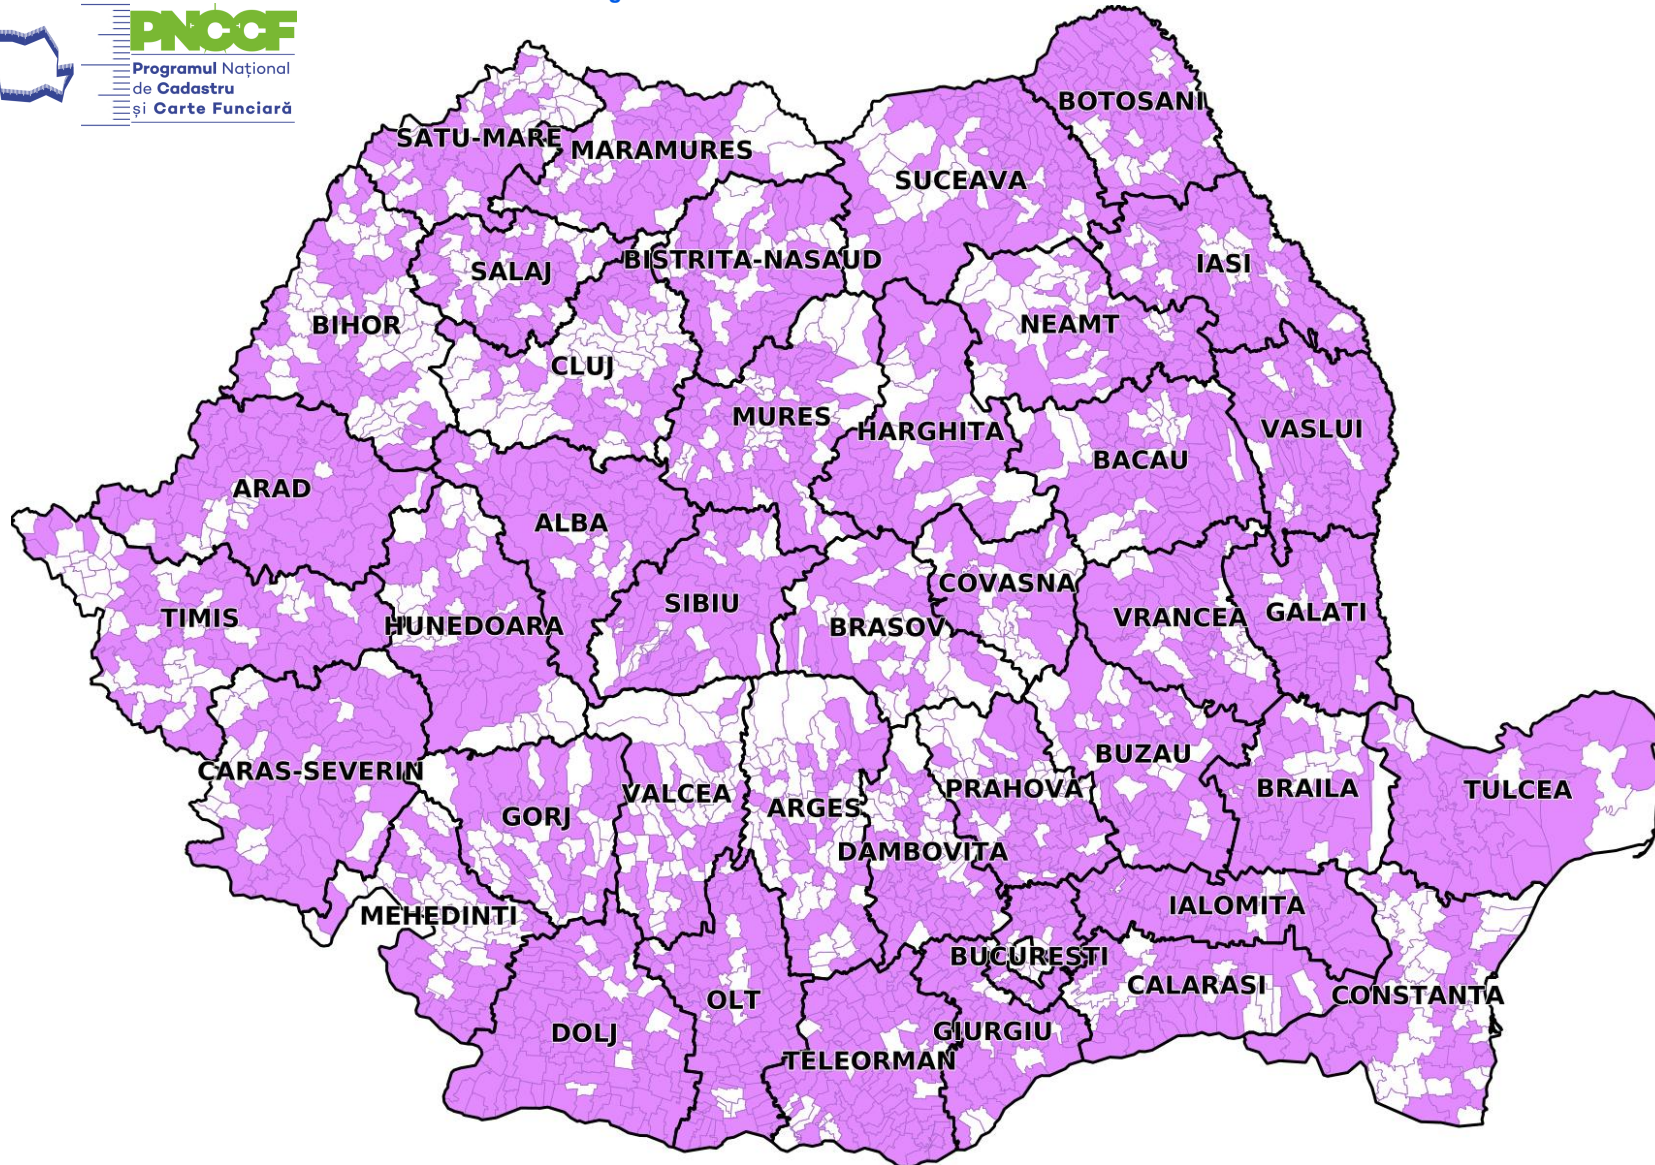 PNCCF
Programul Național
de Cadastru
și Carte Funciară
BOTOSANI
SATU-MARE
MARAMURES
SUCEAVA
BISTRITA-NASAUD
SALAJ
IASI
BIHOR
NEAMT
CLUJ
MURES
HARGHITA
VASLUI
BACAU
ARAD
ALBA
COVASNA
SIBIU
TIMIS
HUNEDOARA
BRASOV
VRANCEA
GALATI
BUZAU
CARAS-SEVERIN
VALCEA
PRAHOVA
BRAILA
TULCEA
GORJ
ARGES
DAMBOVITA
MEHEDINTI
IALOMITA
BUCURESTI
CALARASI
CONSTANTA
OLT
DOLJ
GIURGIU
TELEORMAN